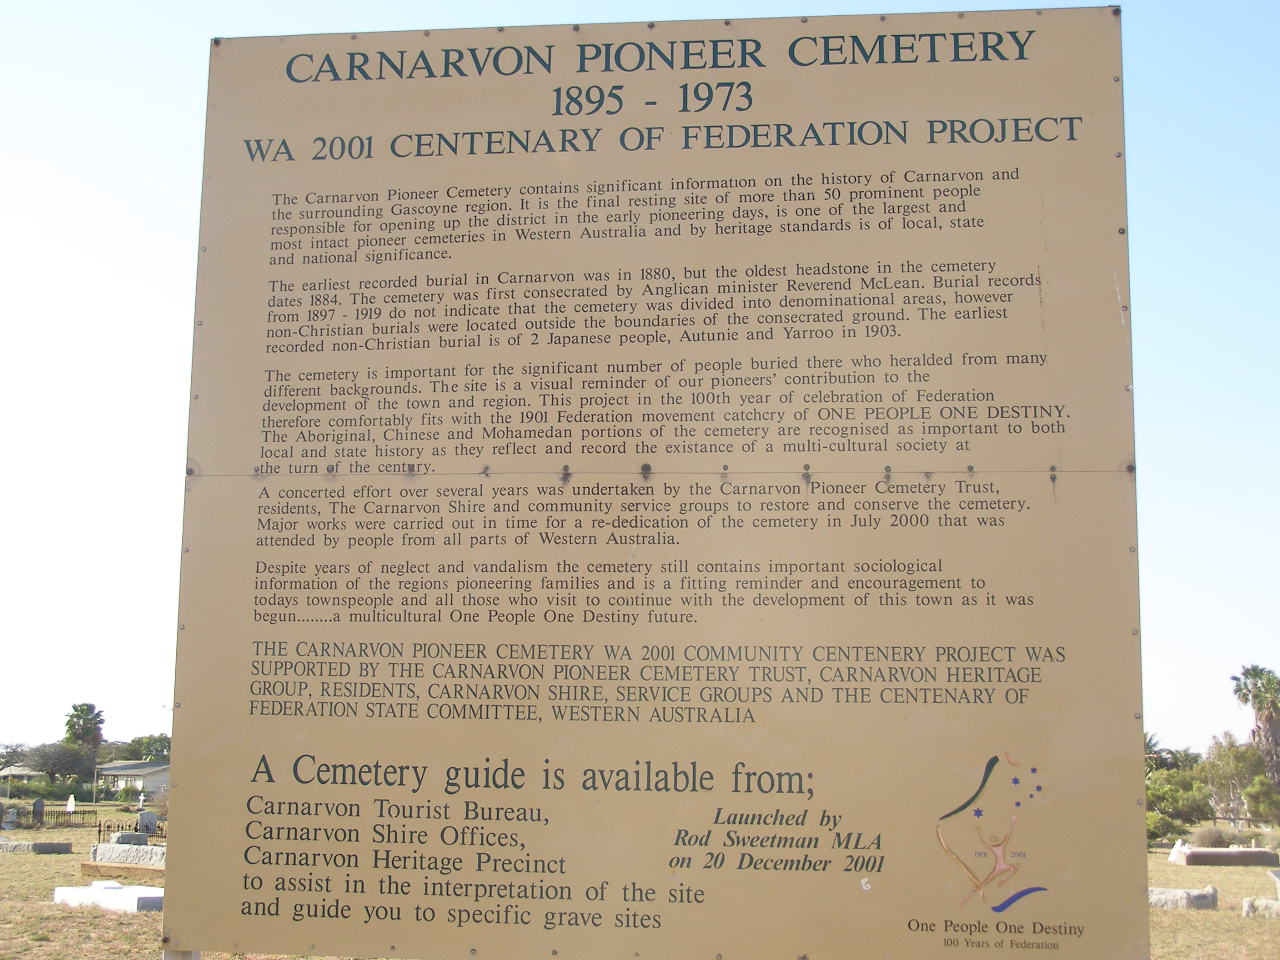 CARNARVON PIONEER CEMETERY
1895 - 1973
WA 2001 CENTENARY OF FEDERATION PROJECT
The Carnarvon Pioneer Cemetery contains significant information on the history of Carnarvon and
the surrounding Gascoyne region. It is the final resting site of more than 50 prominent people
responsible for opening up the district in the early pioneering days, is one of the largest and
most intact pioneer cemeteries in Western Australia and by heritage standards is of local, state
and national significance.
The earliest recorded burial in Carnarvon was in 1880, but the oldest headstone in the cemetery
dates 1884. The cemetery was first consecrated by Anglican minister Reverend McLean. Burial records
from 1897 - 1919 do not indicate that the cemetery was divided into denominational areas, however
non-Christian burials were located outside the boundaries of the consecrated ground. The earliest
recorded non-Christian burial is of 2 Japanese people, Autunie and Yarroo in 1903.
The cemetery is important for the significant number of people buried there who heralded from many
different backgrounds. The site is a visual reminder of our pioneers' contribution to the
development of the town and region. This project in the 100th year of celebration of Federation
therefore comfortably fits with the 1901 Federation movement catchcry of ONE PEOPLE ONE DESTINY.
The Aboriginal, Chinese and Mohamedan portions of the cemetery are recognised as important to both
local and state history as they reflect and record the existance of a multi-cultural society at
the turn of the century.
A concerted effort over several years was undertaken by the Carnarvon Pioneer Cemetery Trust,
residents, The Carnarvon Shire and community service groups to restore and conserve the cemetery.
Major works were carried out in time for a re-dedication of the cemetery in July 2000 that was
attended by people from all parts of Western Australia.
Despite years of neglect and vandalism the cemetery still contains important sociological
information of the regions pioneering families and is a fitting reminder and encouragement to
todays townspeople and all those who visit to continue with the development of this town as it was
begun........a multicultural One People One Destiny future.
THE CARNARVON PIONEER CEMETERY WA 2001 COMMUNITY CENTENERY PROJECT WAS
SUPPORTED BY THE CARNARVON PIONEER CEMETERY TRUST, CARNARVON HERITAGE
GROUP, RESIDENTS, CARNARVON SHIRE, SERVICE GROUPS AND THE CENTENARY OF
FEDERATION STATE COMMITTEE, WESTERN AUSTRALIA
A Cemetery guide is available from;
Carnarvon Tourist Bureau,
Carnarvon Shire Offices,
Carnarvon Heritage Precinct
to assist in the interpretation of the site
and guide you to specific grave sites
Launched by
Rod Sweetman MLA
on 20 December 2001
1901 2001
One People One Destiny
100 Years of Federation